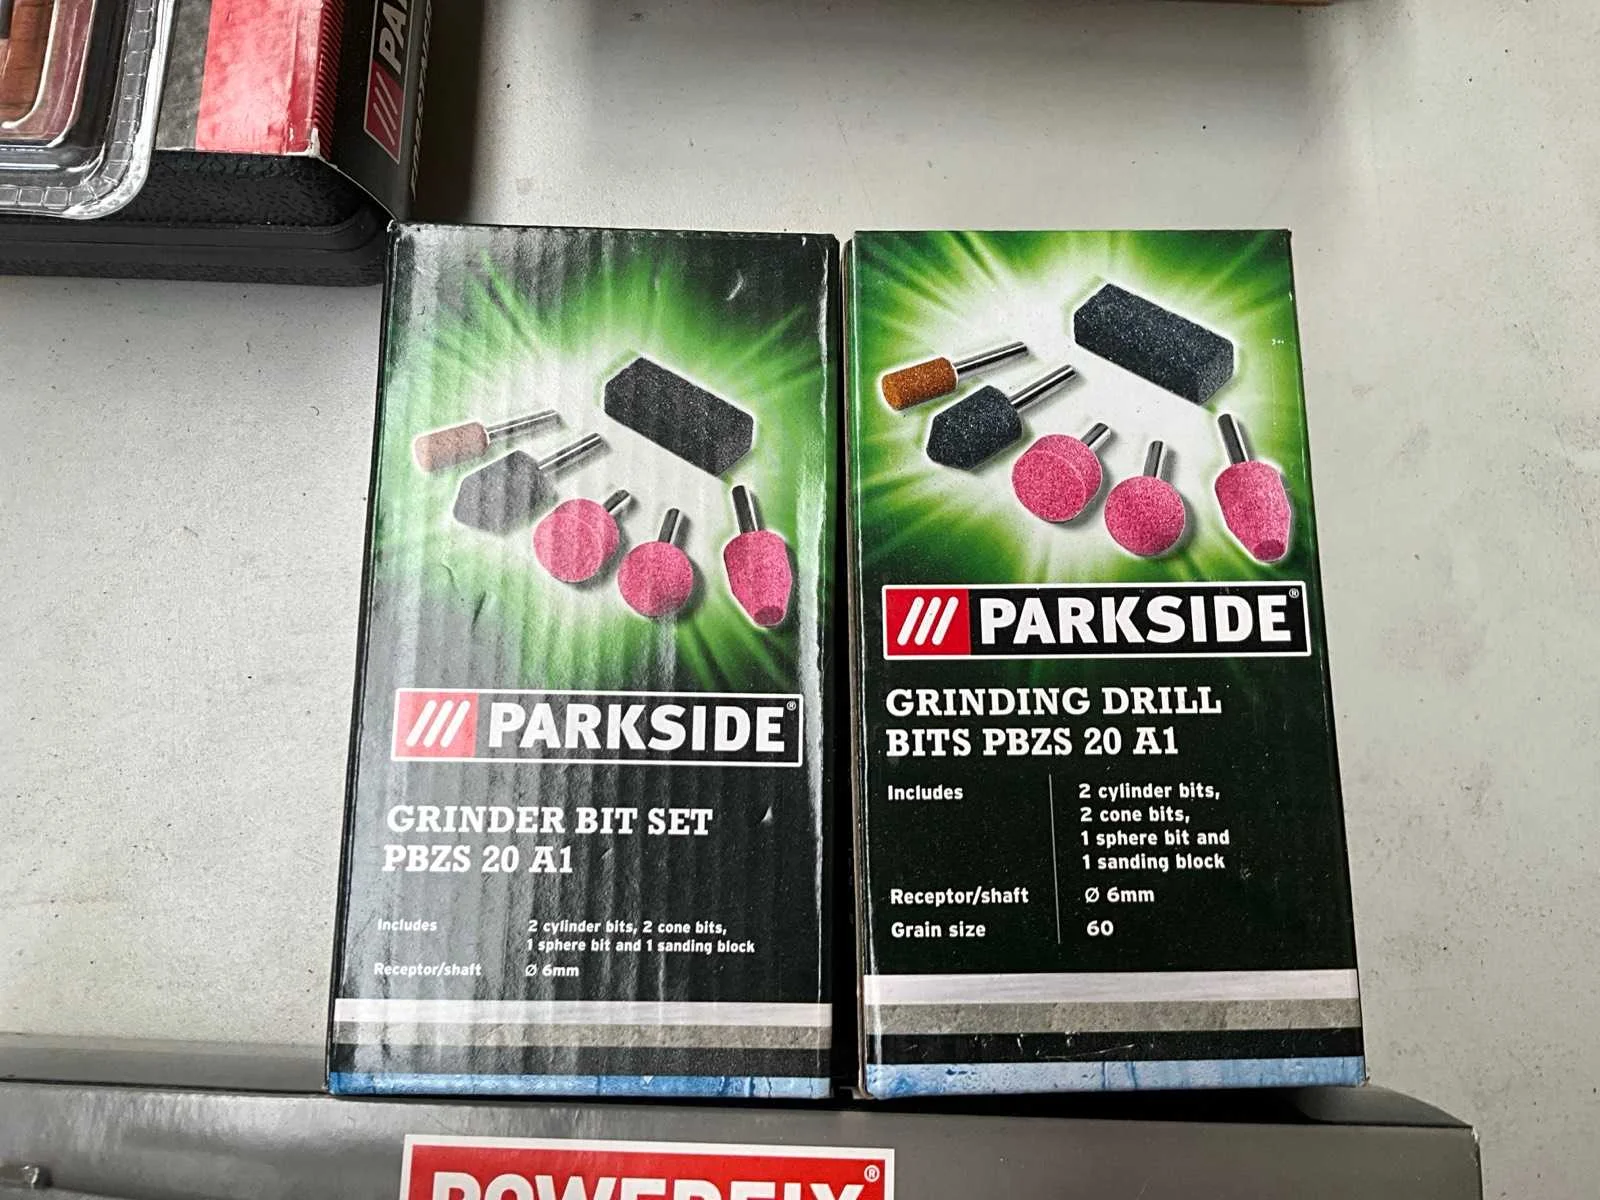 PARKSIDE®
GRINDER BIT SET
PBZS 20 A1
Includes
2 cylinder bits, 2 cone bits,
1 sphere bit and 1 sanding block
Receptor/shaft
Ø 6mm
PARKSIDE®
GRINDING DRILL
BITS PBZS 20 A1
Includes
2 cylinder bits,
2 cone bits,
1 sphere bit and
1 sanding block
Receptor/shaft
Ø 6mm
Grain size
60
POWERFIX®